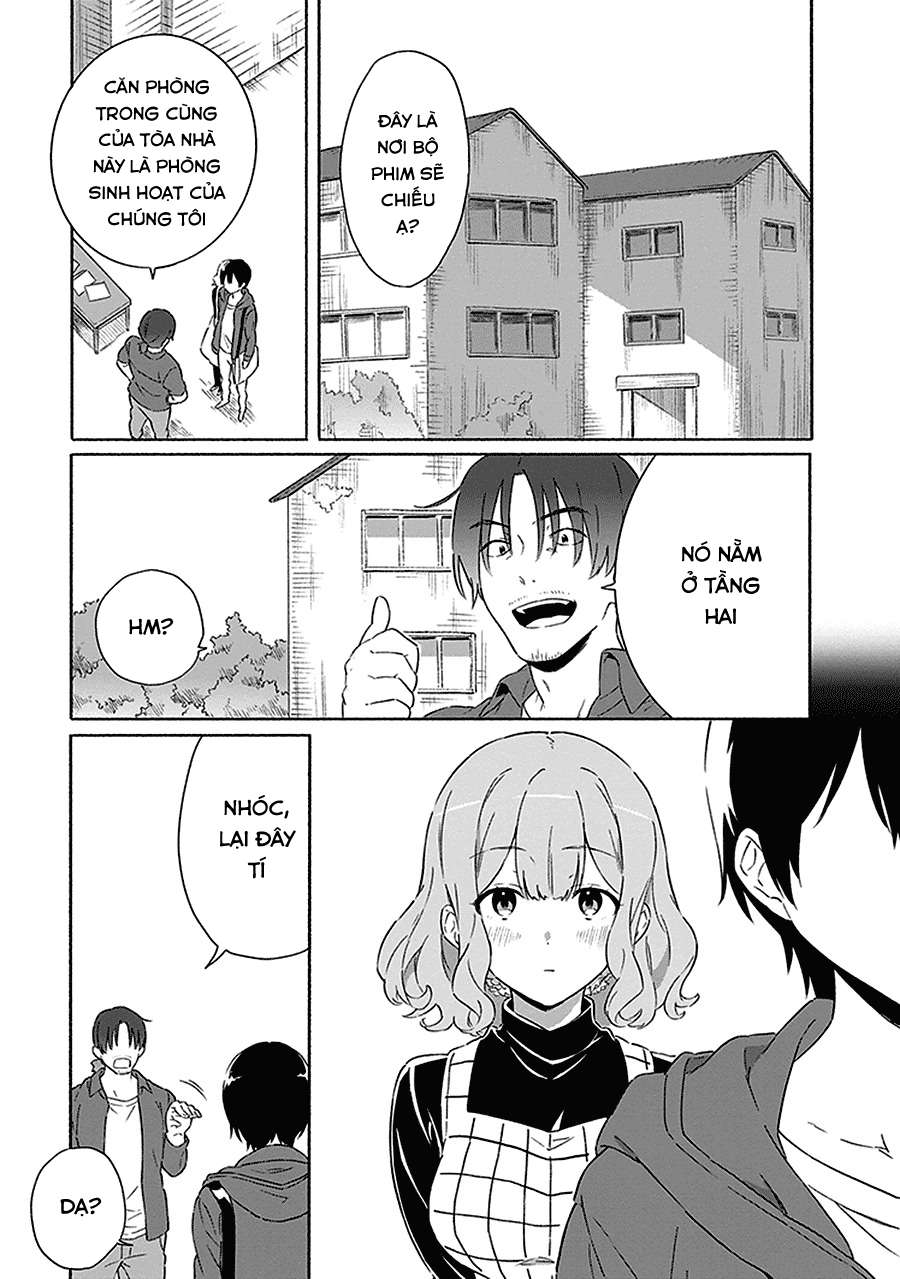 ĐÂY LÀ
NƠI BỘ
PHIM SẼ
CHIẾU
Ạ?
CĂN PHÒNG
TRONG CÙNG
CỦA TÒA NHÀ
NÀY LÀ PHÒNG
SINH HOẠT CỦA
CHÚNG TÔI
NÓ NẰM
Ở TẦNG
HAI
HM?
NHÓC,
LẠI ĐÂY
TÍ
DẠ?